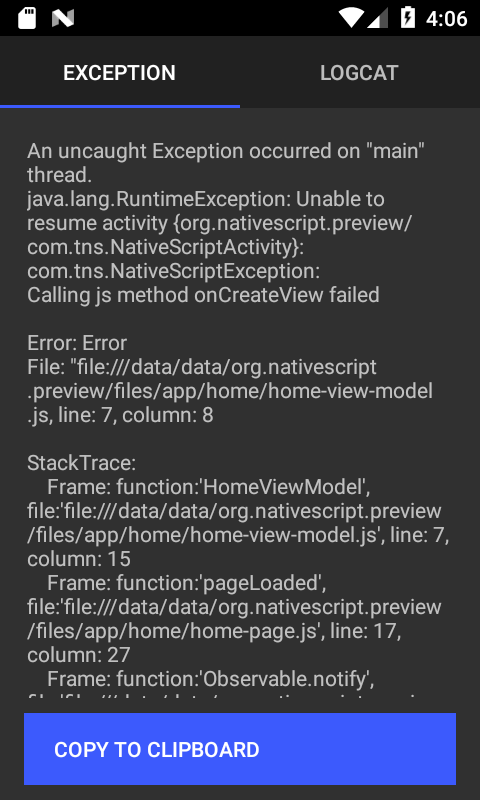 4:06
EXCEPTION
LOGCAT
An uncaught Exception occurred on "main"
thread.
java.lang.RuntimeException: Unable to
resume activity {org.nativescript.preview/
com.tns.NativeScriptActivity}:
com.tns.NativeScriptException:
Calling js method onCreateView failed
Error: Error
File: "file:///data/data/org.nativescript
.preview/files/app/home/home-view-model
.js, line: 7, column: 8
StackTrace:
Frame: function:'HomeViewModel',
file:'file:///data/data/org.nativescript.preview
/files/app/home/home-view-model.js', line: 7,
column: 15
Frame: function:'pageLoaded',
file:'file:///data/data/org.nativescript.preview
/files/app/home/home-page.js', line: 17,
column: 27
Frame: function:'Observable.notify',
COPY TO CLIPBOARD